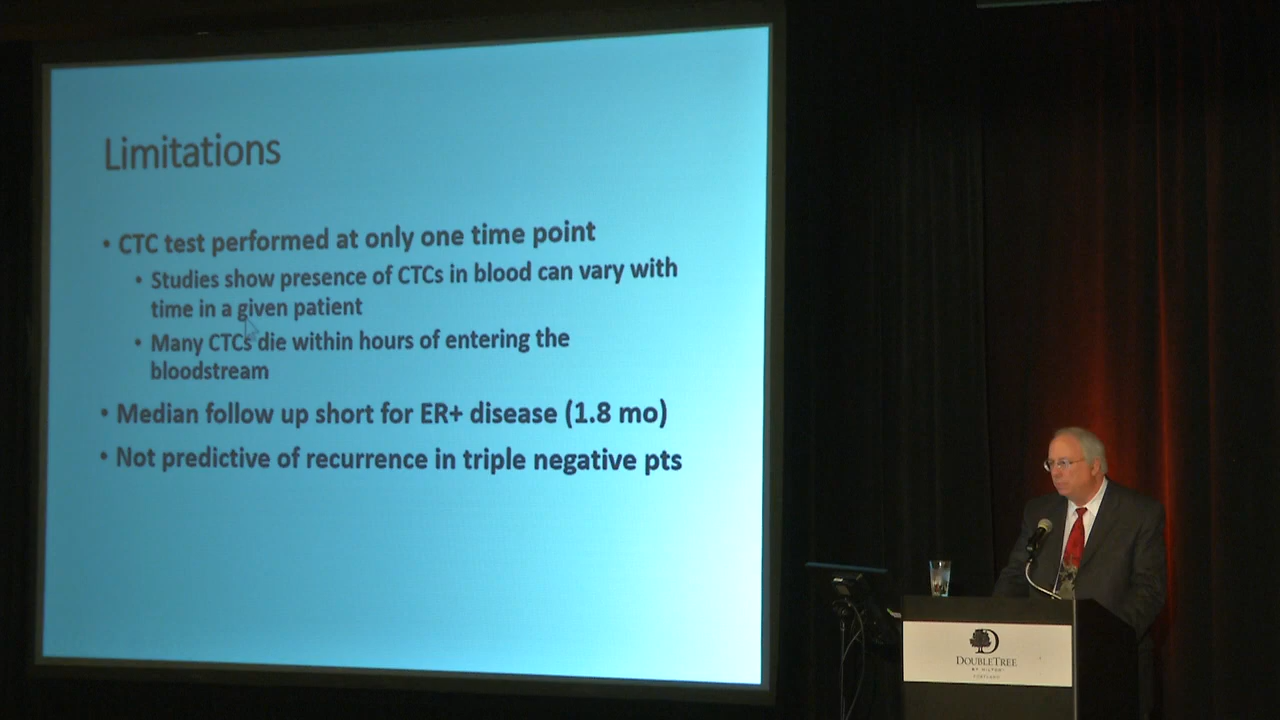 Limitations
• CTC test performed at only one time point
• Studies show presence of CTCs in blood can vary with
time in a given patient
• Many CTCs die within hours of entering the
bloodstream
• Median follow up short for ER+ disease (1.8 mo)
• Not predictive of recurrence in triple negative pts
D
DOUBLETREE
BY HILTON™
PORTLAND